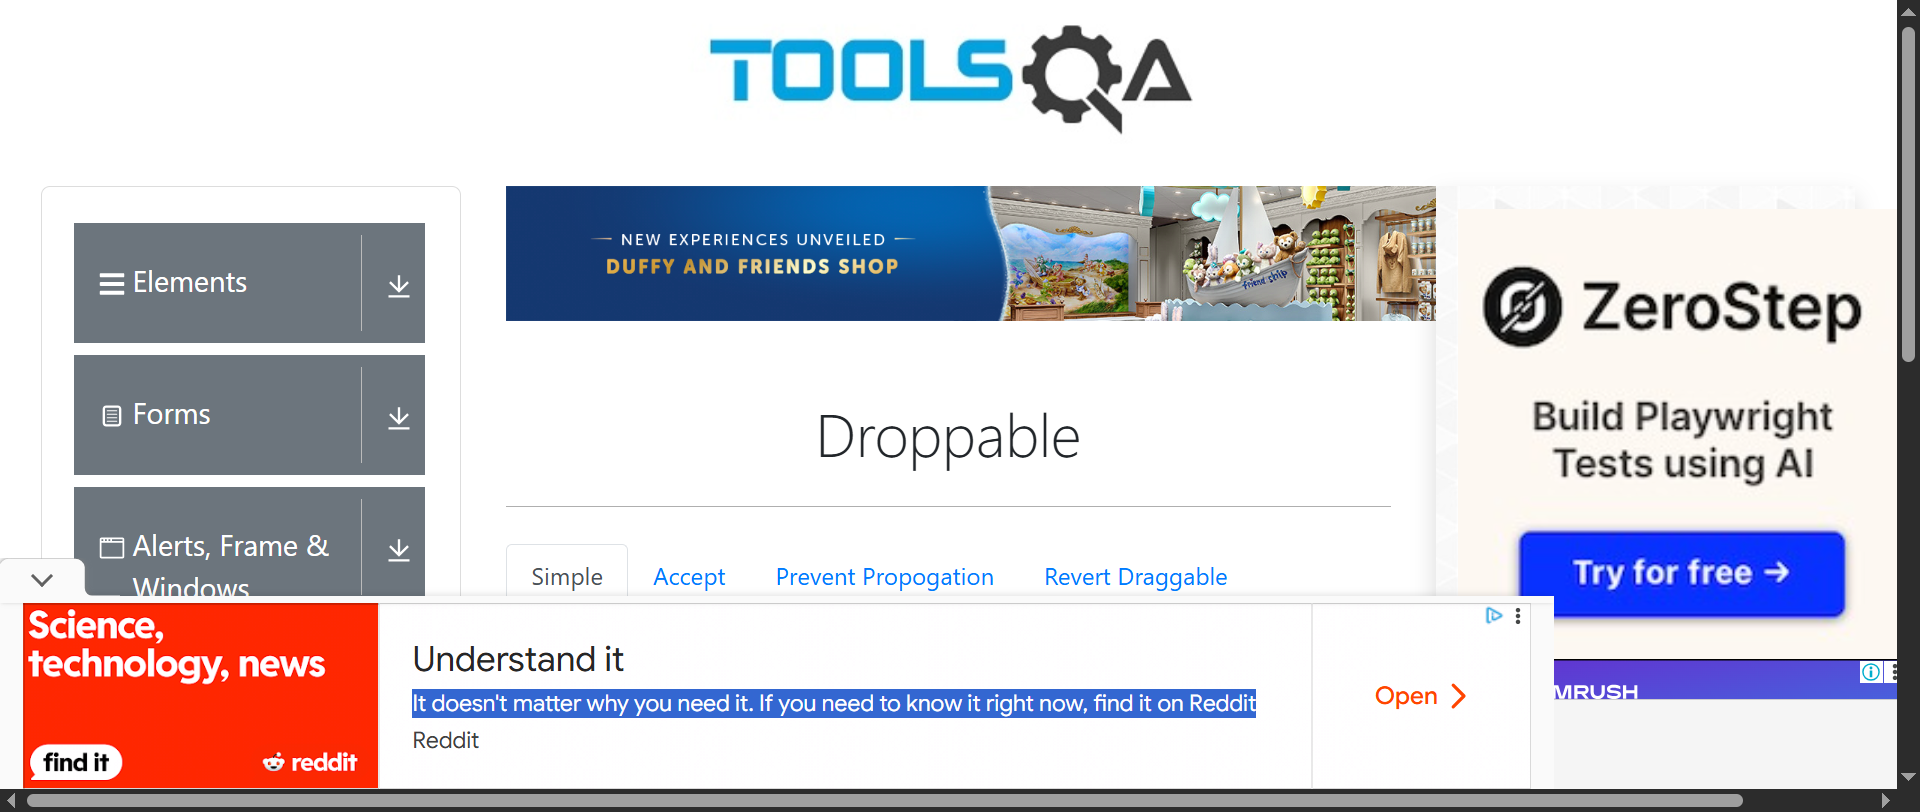 TOOLSQA
Elements
Forms
Alerts, Frame &
Windows
NEW EXPERIENCES UNVEILED
DUFFY AND FRIENDS SHOP
friend ship
Droppable
Simple
Accept
Prevent Propogation
Revert Draggable
ZeroStep
Build Playwright
Tests using AI
Try for free →
MRUSH
Science,
technology, news
find it
reddit
Understand it
It doesn't matter why you need it. If you need to know it right now, find it on Reddit
Reddit
Open